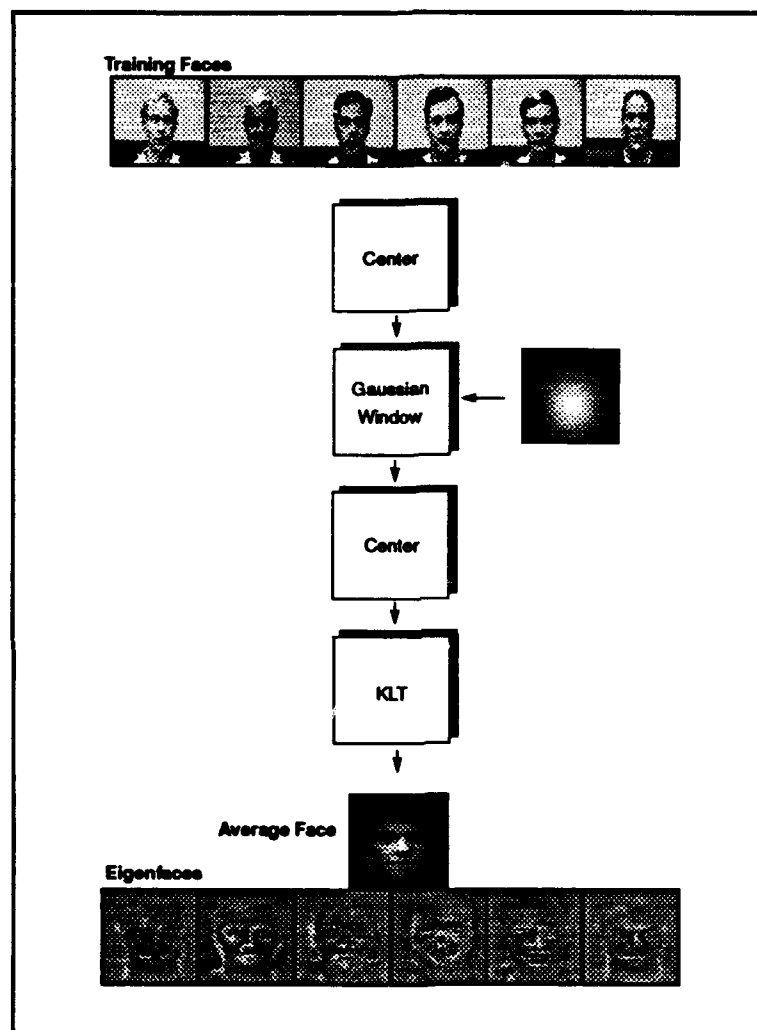 Training Faces
Center
Gaussian
Window
Center
KLT
Average Face
Eigenfaces